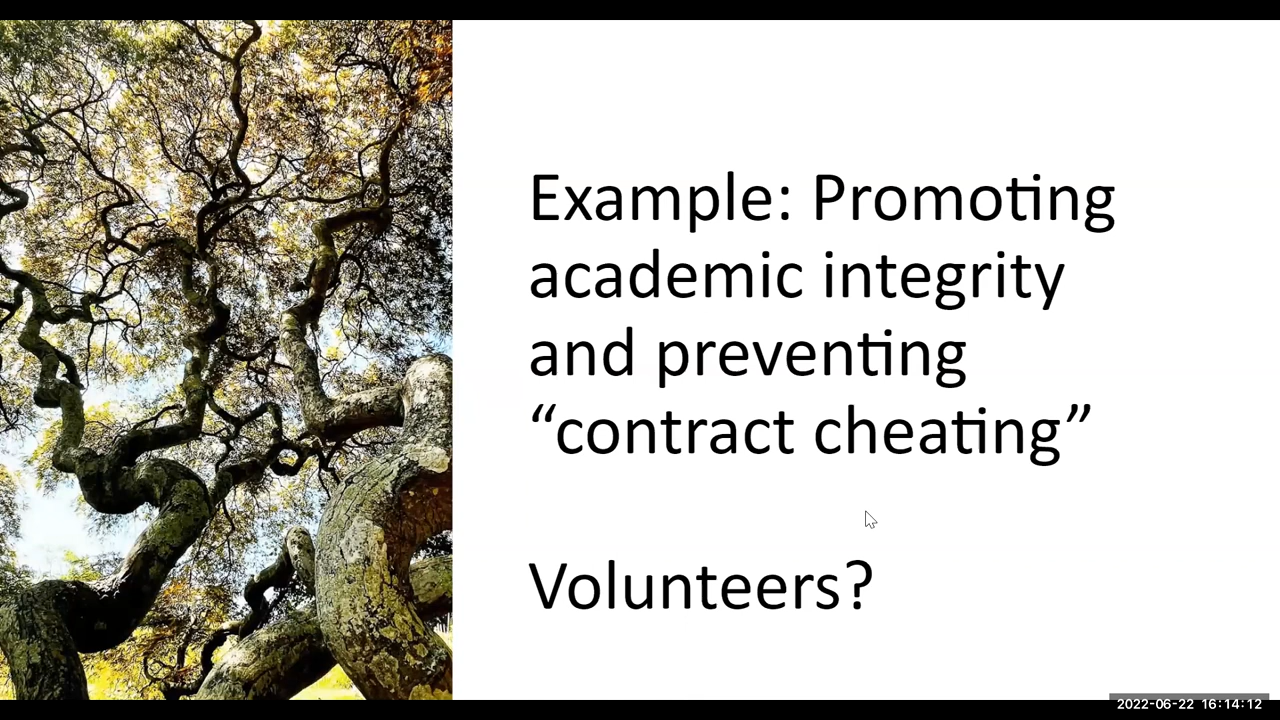 Example: Promoting
academic integrity
and preventing
“contract cheating”
Volunteers?
2022-06-22 16:14:12